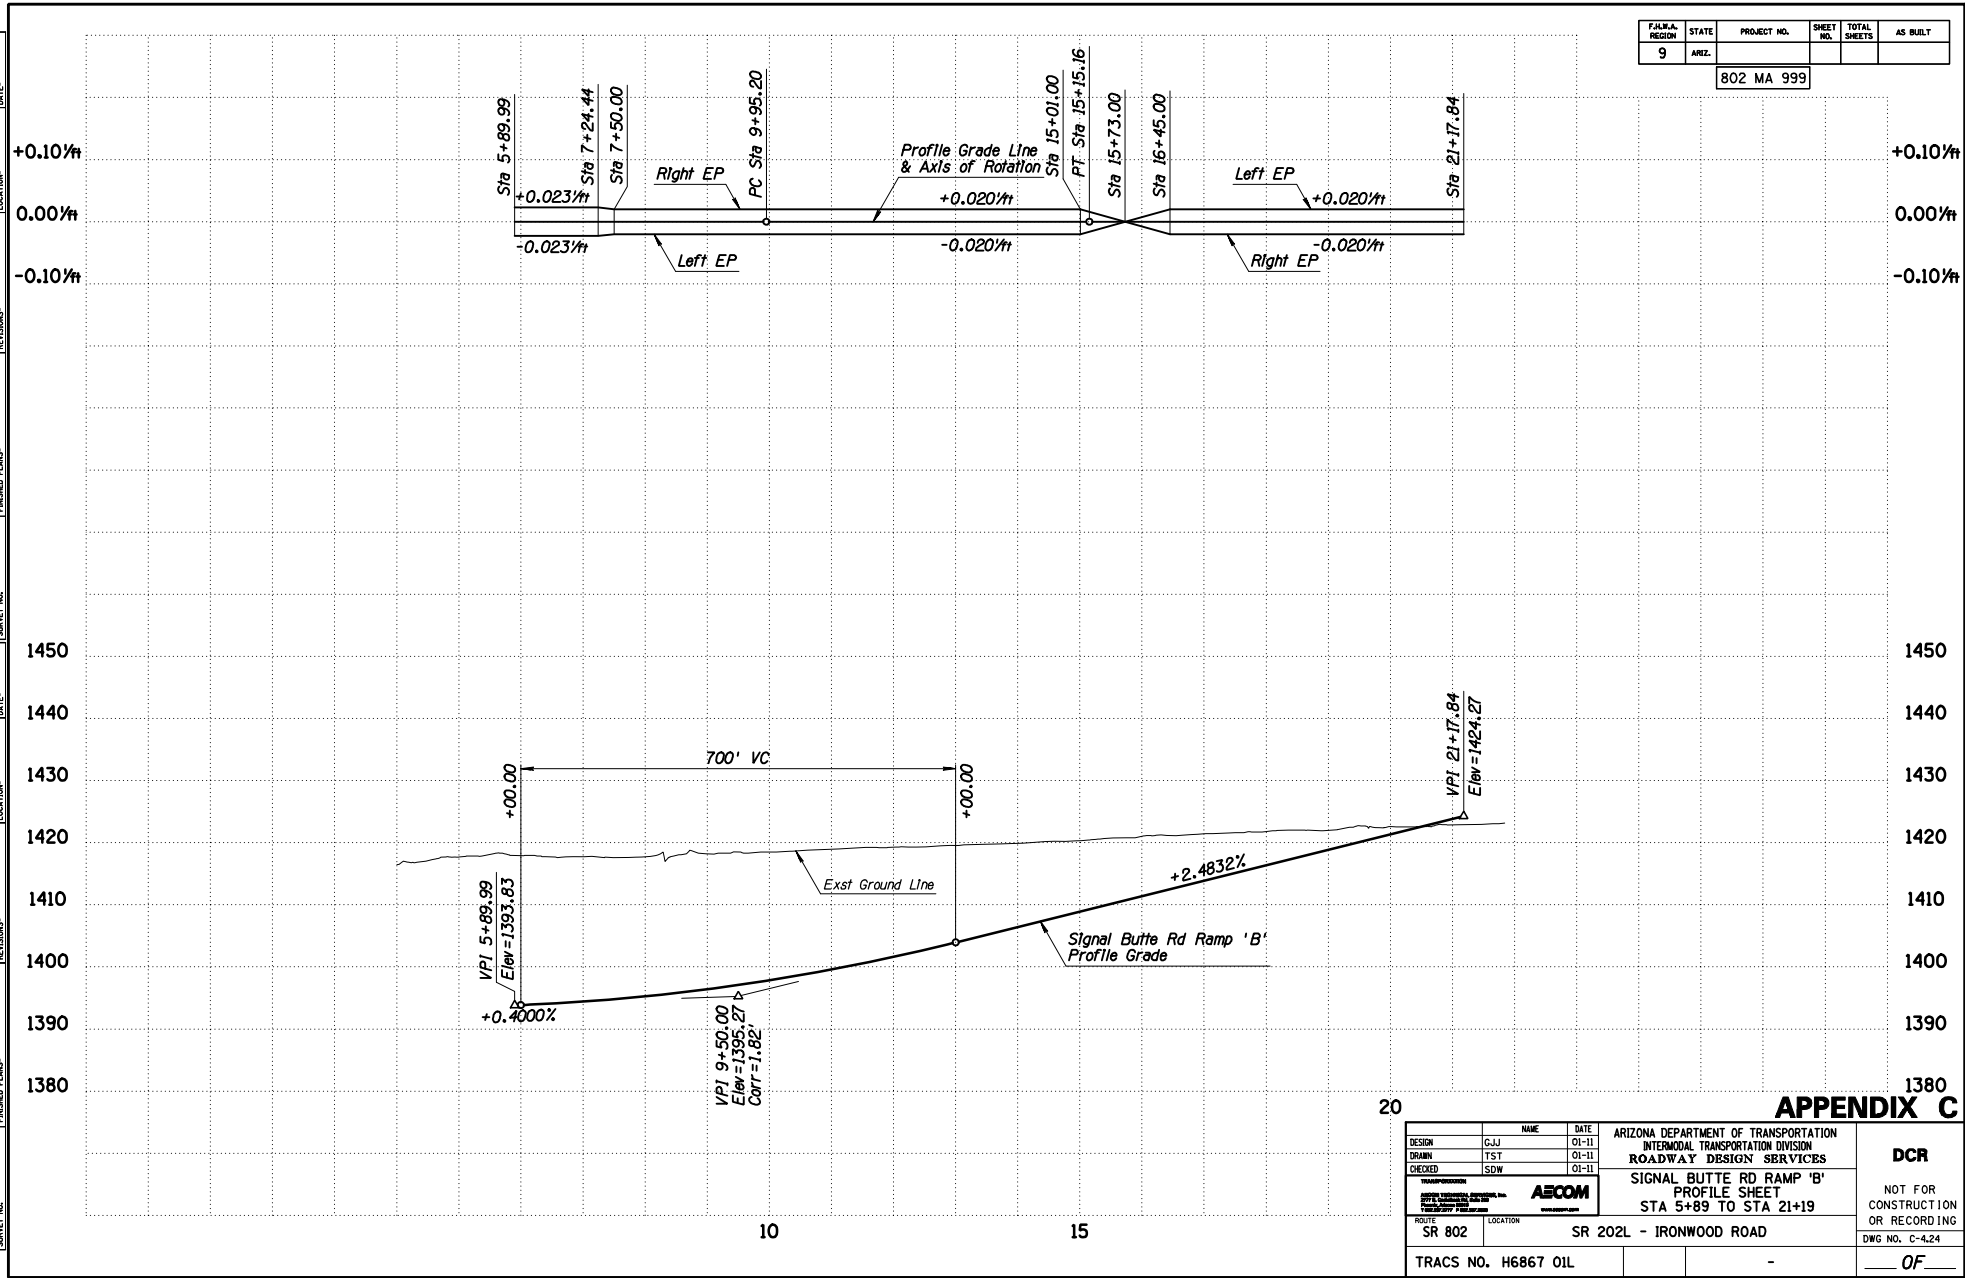 F.H.W.A. REGION
STATE
PROJECT NO.
SHEET NO.
TOTAL SHEETS
AS BUILT
9
ARIZ.
802 MA 999
Sta 5+89.99
Sta 7+24.44
Sta 7+50.00
PC Sta 9+95.20
Sta 15+01.00
PT Sta 15+15.16
Sta 15+73.00
Sta 16+45.00
Sta 21+17.84
+0.10'/ft
+0.10'/ft
0.00'/ft
0.00'/ft
-0.10'/ft
-0.10'/ft
Right EP
Profile Grade Line
& Axis of Rotation
Left EP
+0.023'/ft
+0.020'/ft
+0.020'/ft
-0.023'/ft
-0.020'/ft
-0.020'/ft
Left EP
Right EP
1450
1450
1440
1440
1430
1430
1420
1420
1410
1410
1400
1400
1390
1390
1380
1380
700' VC
+00.00
+00.00
VPI 21+17.84
Elev=1424.27
Exst Ground Line
+2.4832%
VPI 5+89.99
Elev=1393.83
Signal Butte Rd Ramp 'B'
Profile Grade
+0.4000%
VPI 9+50.00
Elev=1395.27
Corr=1.82'
10
15
20
APPENDIX C
NAME
DATE
DESIGN
GJJ
01-11
DRAWN
TST
01-11
CHECKED
SDW
01-11
TRANSPORTATION
AECOM
ARIZONA DEPARTMENT OF TRANSPORTATION
INTERMODAL TRANSPORTATION DIVISION
ROADWAY DESIGN SERVICES
SIGNAL BUTTE RD RAMP 'B'
PROFILE SHEET
STA 5+89 TO STA 21+19
DCR
NOT FOR
CONSTRUCTION
OR RECORDING
ROUTE
SR 802
LOCATION
SR 202L - IRONWOOD ROAD
DWG NO. C-4.24
TRACS NO. H6867 01L
-
OF